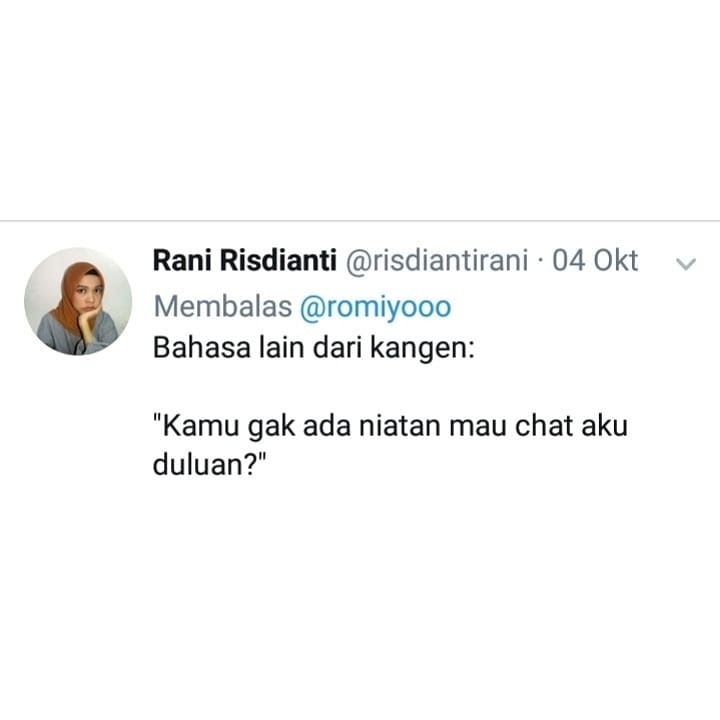 Rani Risdianti @risdiantirani · 04 Okt
Membalas @romiyooo
Bahasa lain dari kangen:
"Kamu gak ada niatan mau chat aku
duluan?"